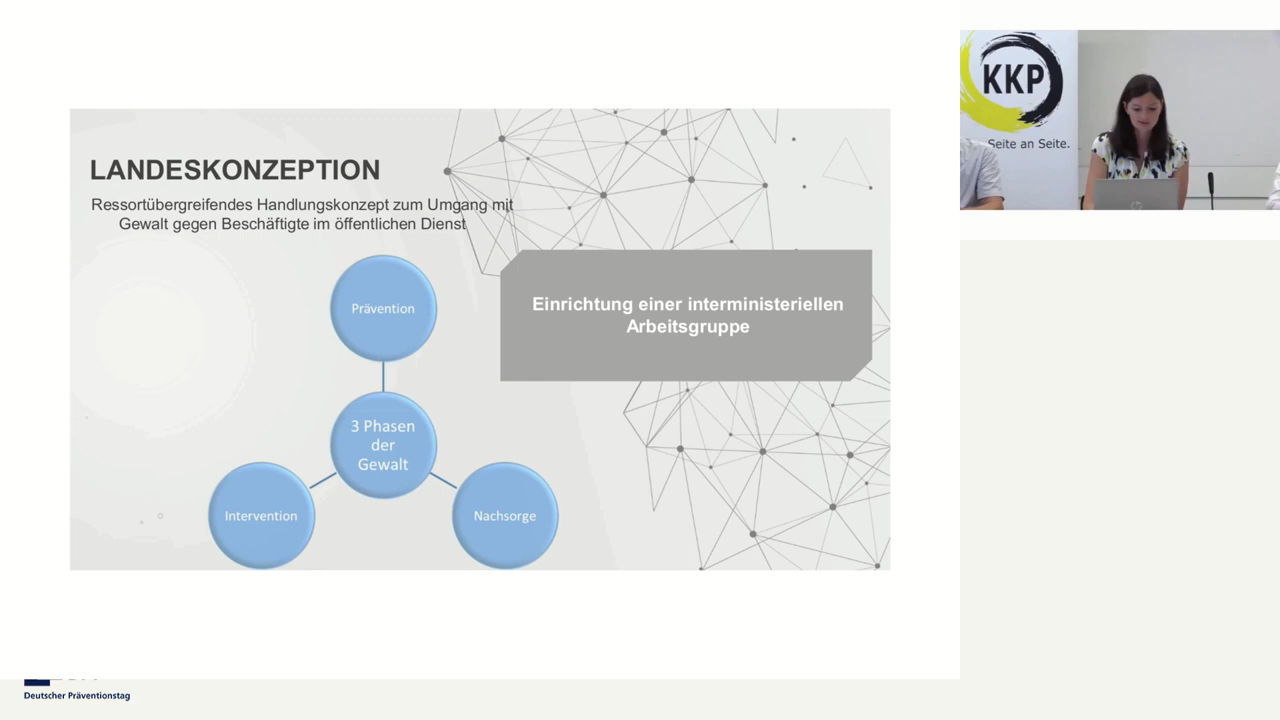 LANDESKONZEPTION
Ressortübergreifendes Handlungskonzept zum Umgang mit
Gewalt gegen Beschäftigte im öffentlichen Dienst
Prävention
3 Phasen
der
Gewalt
Intervention
Nachsorge
Einrichtung einer interministeriellen
Arbeitsgruppe
KKP
Seite an Seite.
Deutscher Präventionstag